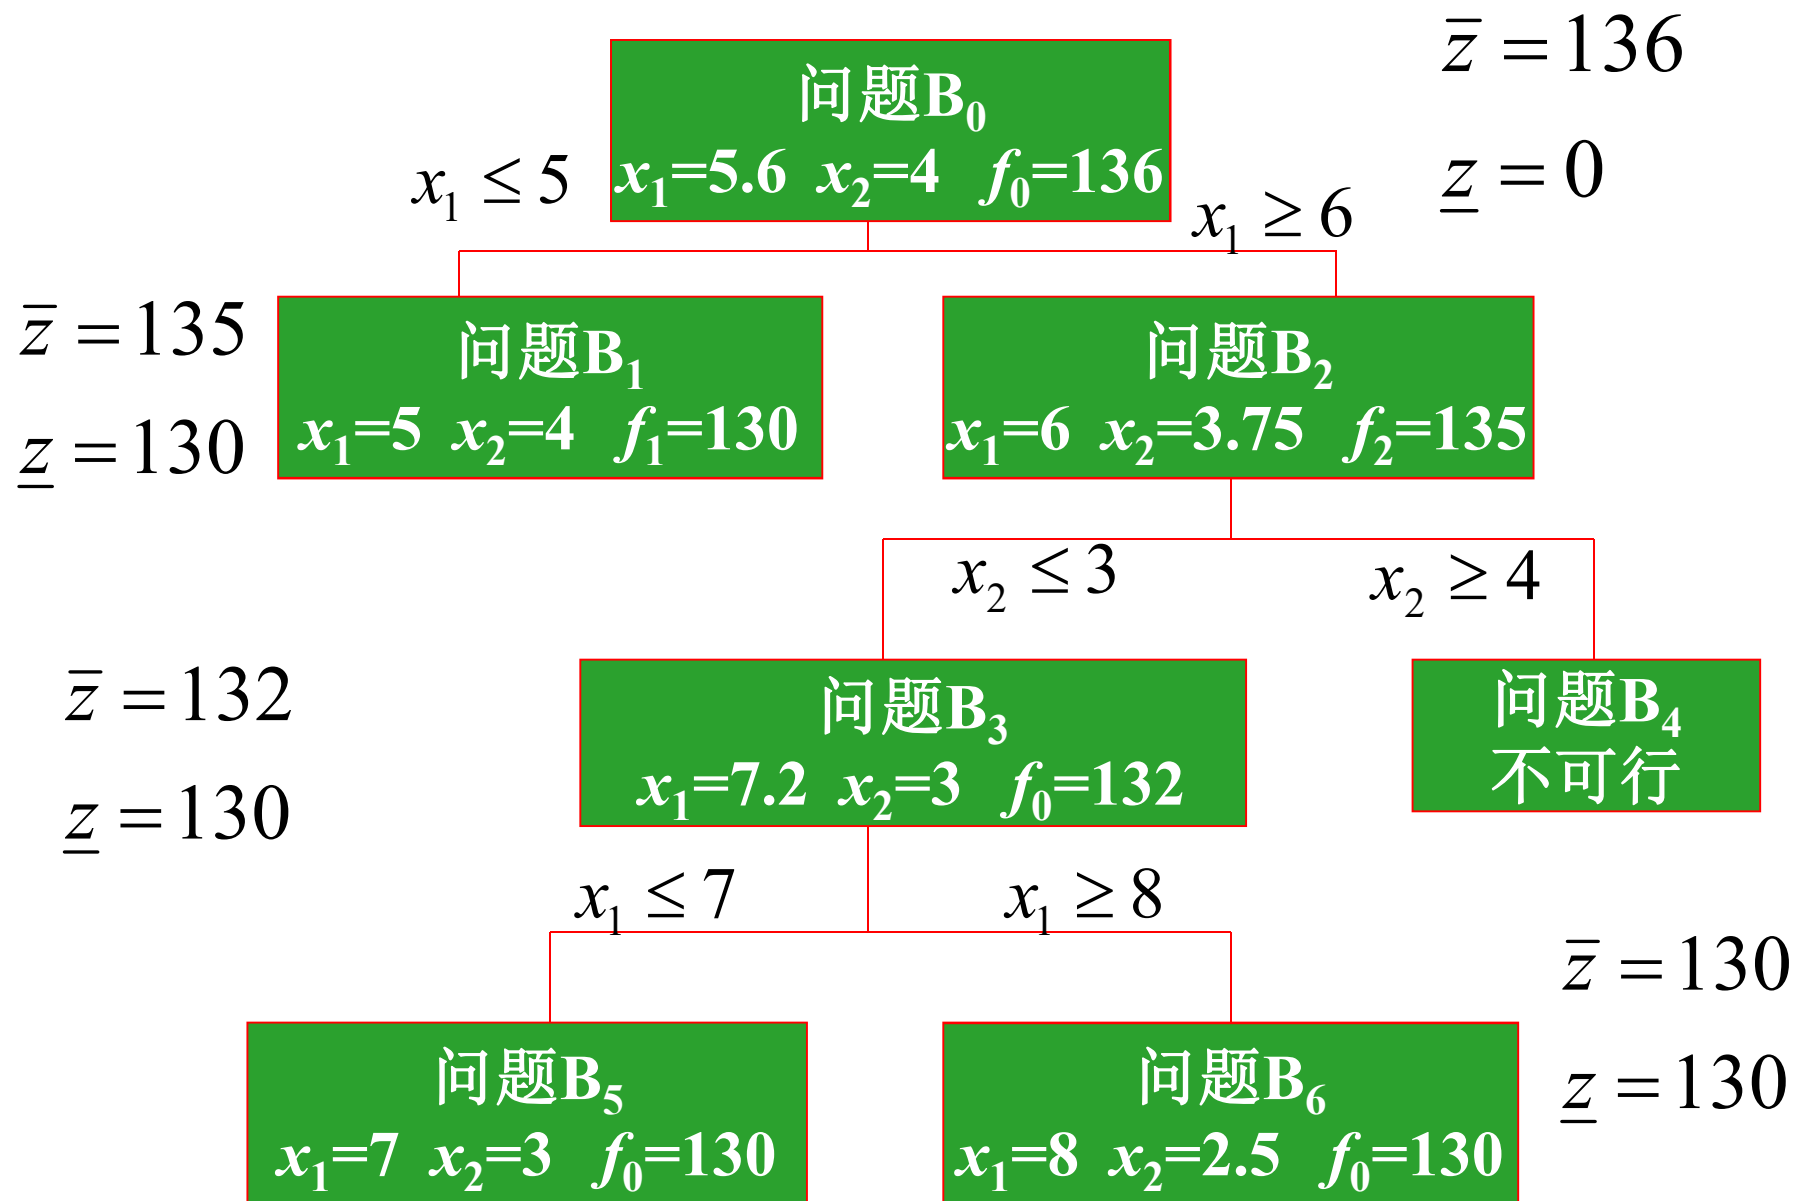 z̅ = 136
问题B₀
x₁=5.6 x₂=4 f₀=136
z̲ = 0
x₁ ≤ 5
x₁ ≥ 6
z̅ = 135
z̲ = 130
问题B₁
x₁=5 x₂=4 f₁=130
问题B₂
x₁=6 x₂=3.75 f₂=135
x₂ ≤ 3
x₂ ≥ 4
z̅ = 132
z̲ = 130
问题B₃
x₁=7.2 x₂=3 f₀=132
问题B₄
不可行
x₁ ≤ 7
x₁ ≥ 8
问题B₅
x₁=7 x₂=3 f₀=130
问题B₆
x₁=8 x₂=2.5 f₀=130
z̅ = 130
z̲ = 130